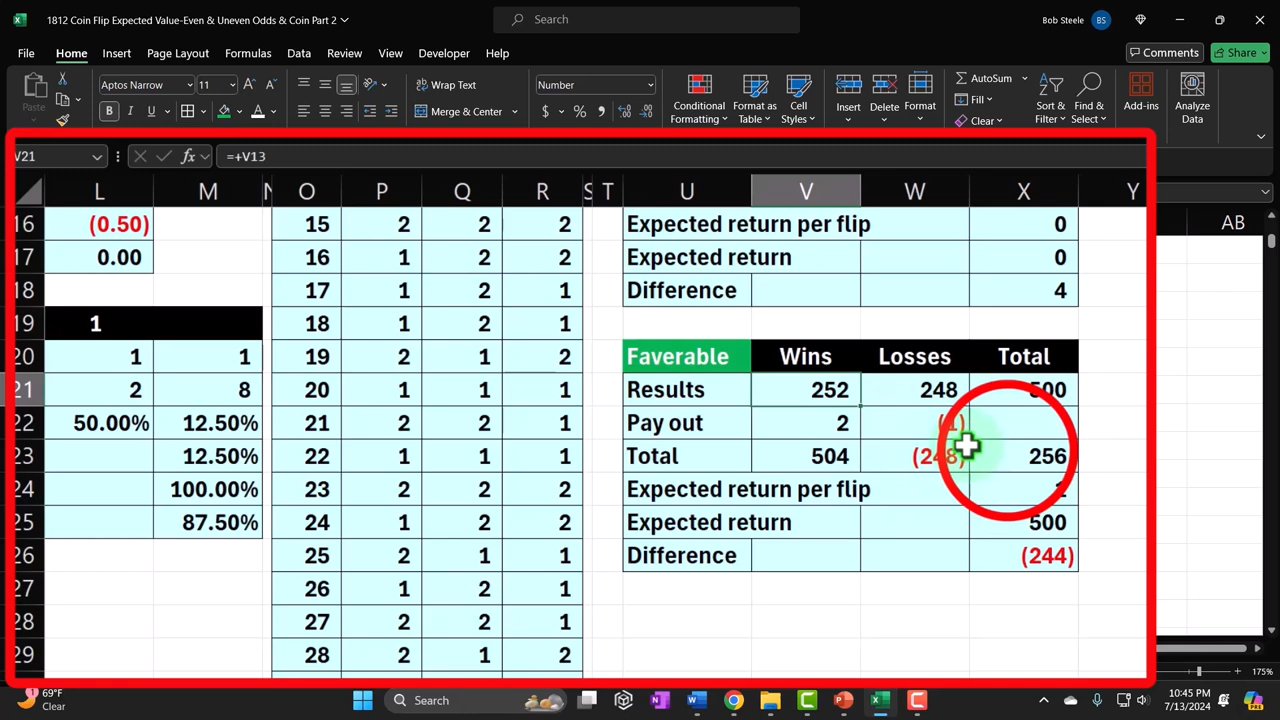 1812 Coin Flip Expected Value-Even & Uneven Odds & Coin Part 2
Search
Bob Steele
BS
File Home Insert Page Layout Formulas Data Review View Developer Help
Comments
Share
Paste
Aptos Narrow
11
B I U
Wrap Text
Merge & Center
Number
Conditional Formatting
Format as Table
Cell Styles
Insert
Delete
Format
AutoSum
Fill
Clear
Sort & Filter
Find & Select
Add-ins
Analyze Data
V21
fx
=+V13
L M N O P Q R S T U V W X Y AB
16 (0.50) 15 2 2 2 Expected return per flip 0
17 0.00 16 1 2 2 Expected return 0
18 17 1 2 1 Difference 4
19 1 18 1 2 1
20 1 1 19 2 1 2 Faverable Wins Losses Total
21 2 8 20 1 1 1 Results 252 248 500
22 50.00% 12.50% 21 2 2 1 Pay out 2 (1)
23 12.50% 22 1 1 1 Total 504 (248) 256
24 100.00% 23 2 2 2 Expected return per flip 1
25 87.50% 24 1 2 2 Expected return 500
26 25 2 1 1 Difference (244)
27 26 1 2 1
28 27 2 2 1
29 28 2 1 2
175%
69°F
Clear
Search
10:45 PM
7/13/2024